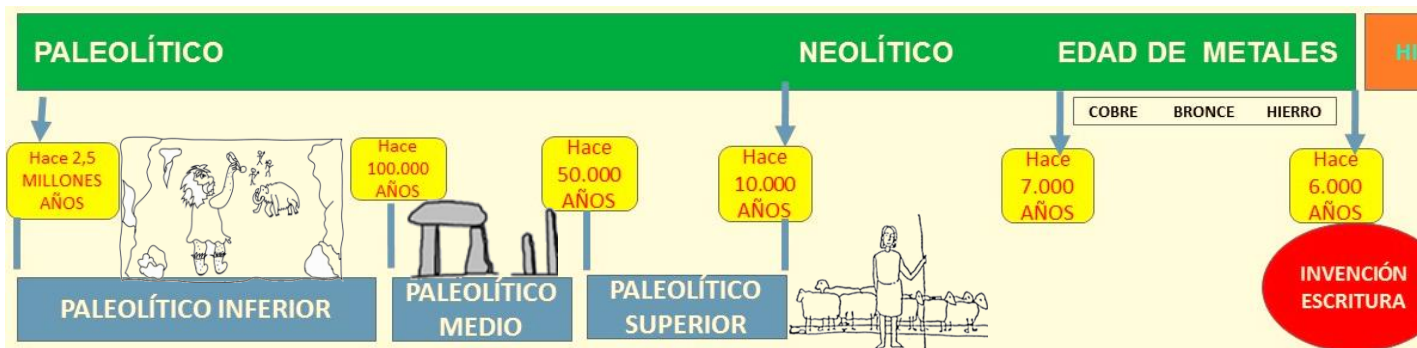 PALEOLÍTICO NEOLÍTICO EDAD DE METALES HI
COBRE BRONCE HIERRO
Hace 2,5
MILLONES
AÑOS
Hace
100.000
AÑOS
Hace
50.000
AÑOS
Hace
10.000
AÑOS
Hace
7.000
AÑOS
Hace
6.000
AÑOS
PALEOLÍTICO INFERIOR
PALEOLÍTICO
MEDIO
PALEOLÍTICO
SUPERIOR
INVENCIÓN
ESCRITURA